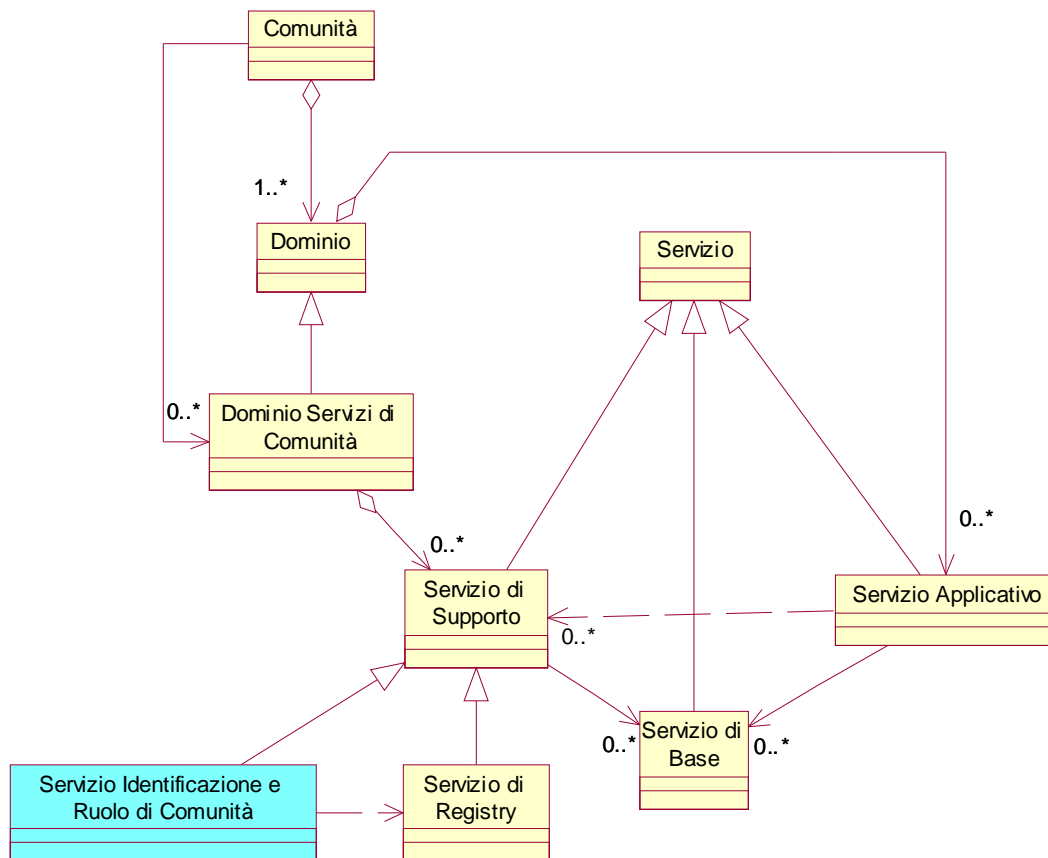 Comunità
1..*
Dominio
Servizio
0..*
Dominio Servizi di
Comunità
0..*
0..*
Servizio di
Supporto
Servizio Applicativo
0..*
Servizio di
Base
0..*
0..*
Servizio Identificazione e
Ruolo di Comunità
Servizio di
Registry